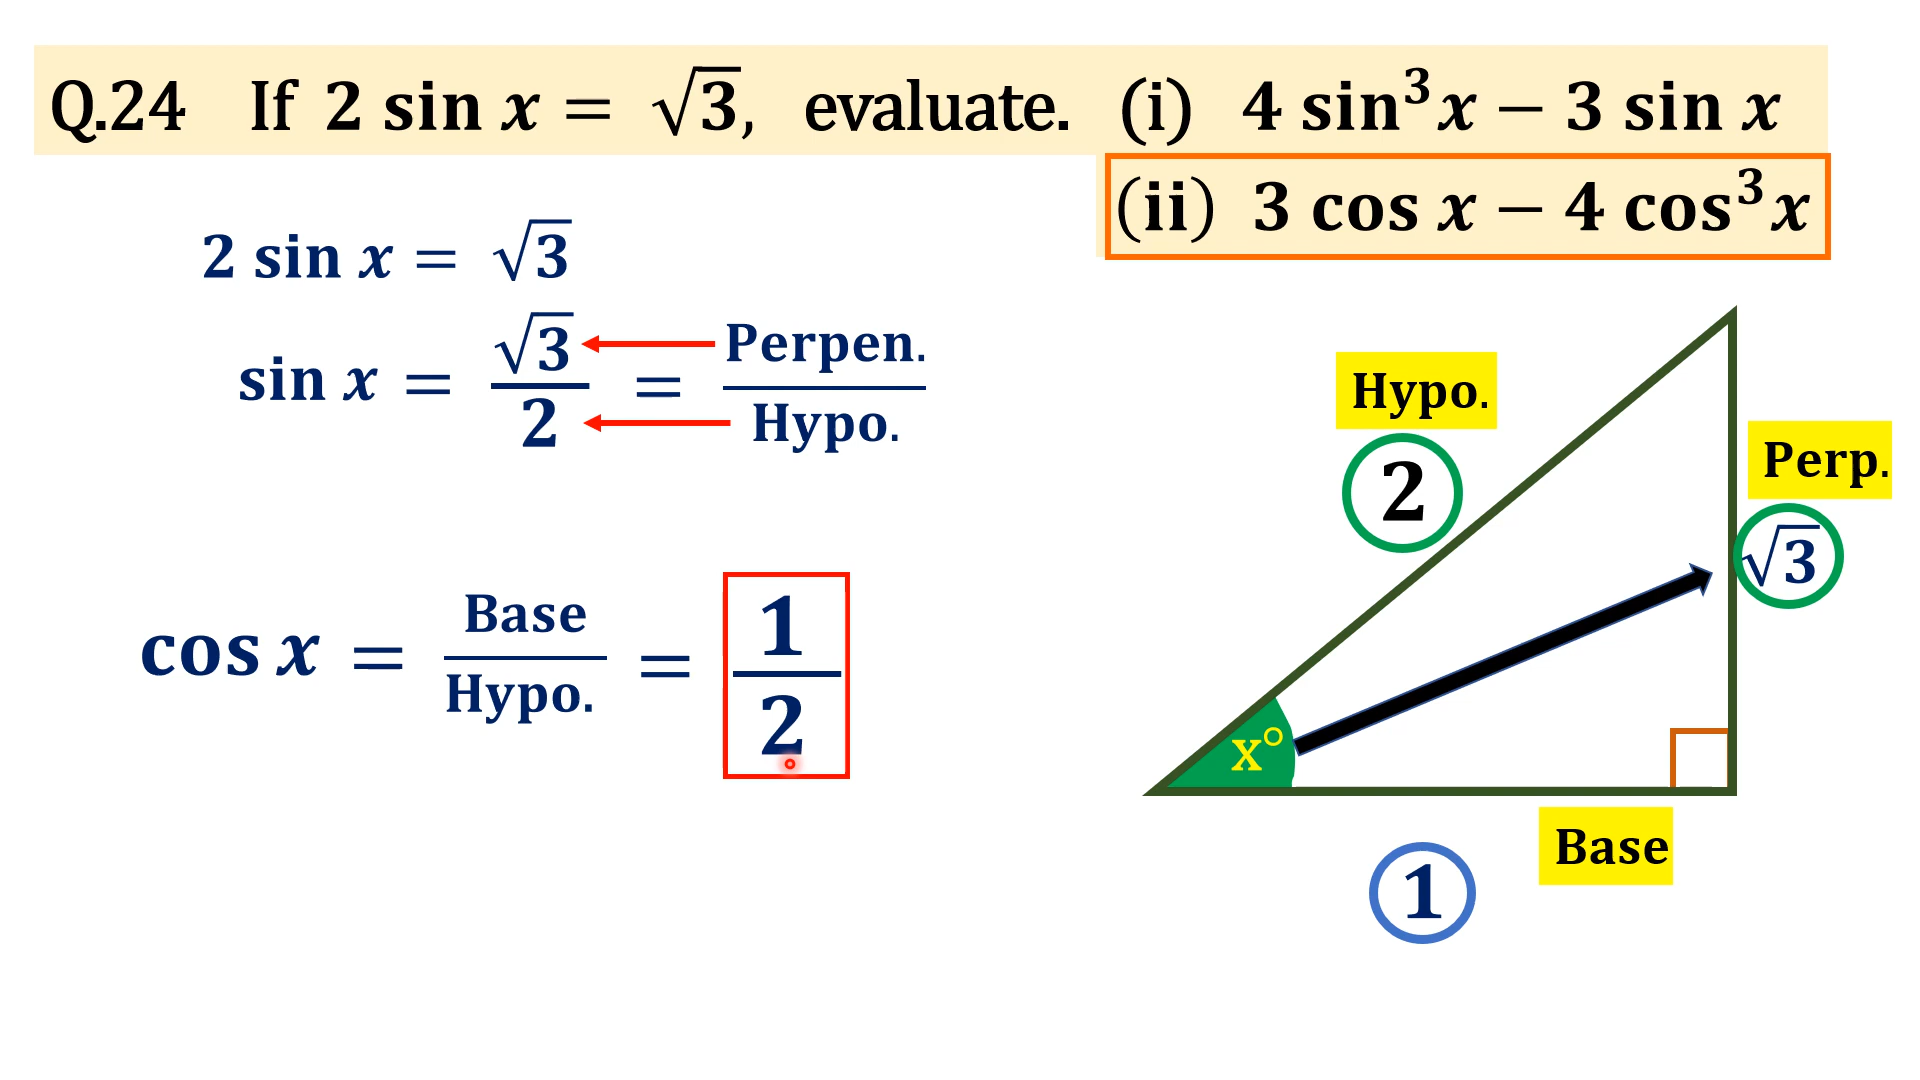 Q.24 If 2 sin x = √3, evaluate. (i) 4 sin³x − 3 sin x
(ii) 3 cos x − 4 cos³x
2 sin x = √3
sin x = √3/2 = Perpen./Hypo.
cos x = Base/Hypo. = 1/2
Hypo.
2
Perp.
√3
x°
Base
1